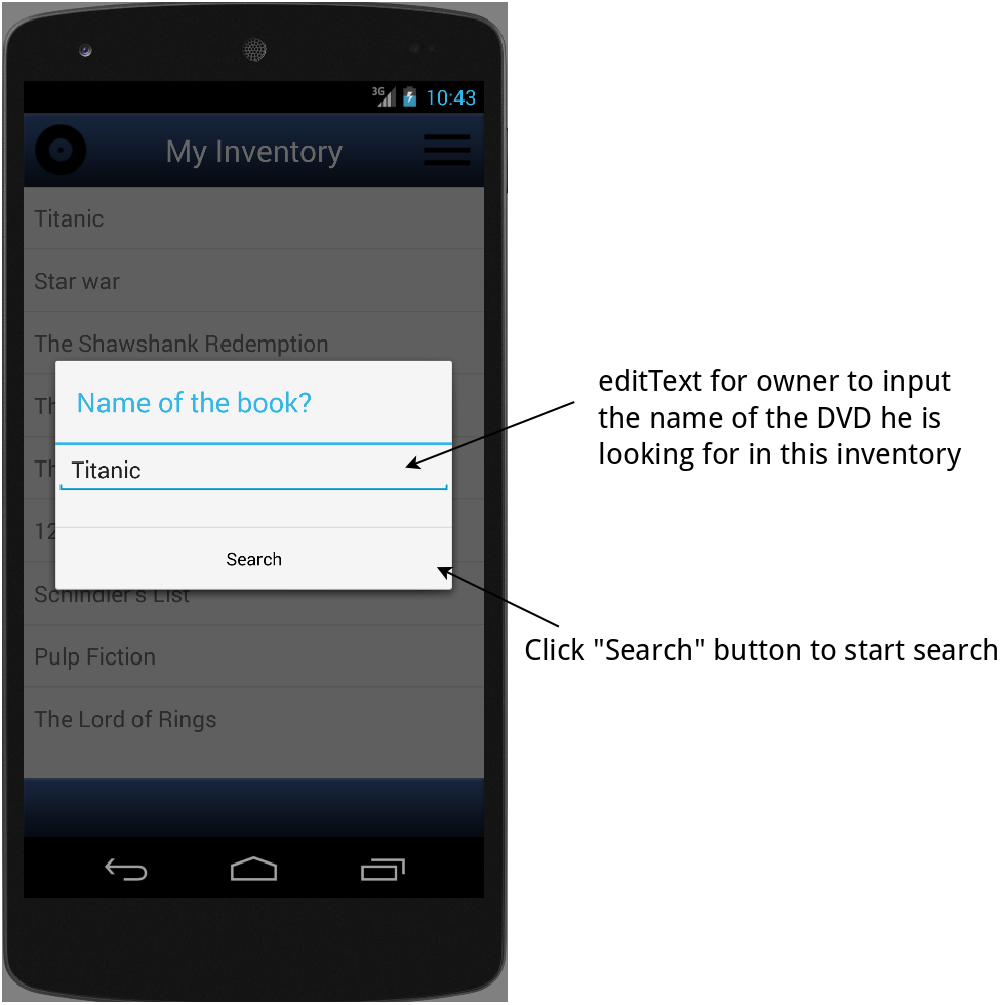 3G 10:43
My Inventory
Titanic
Star war
The Shawshank Redemption
Th
Name of the book?
Th
Titanic
12
Search
Schindler's List
Pulp Fiction
The Lord of Rings
editText for owner to input
the name of the DVD he is
looking for in this inventory
Click "Search" button to start search